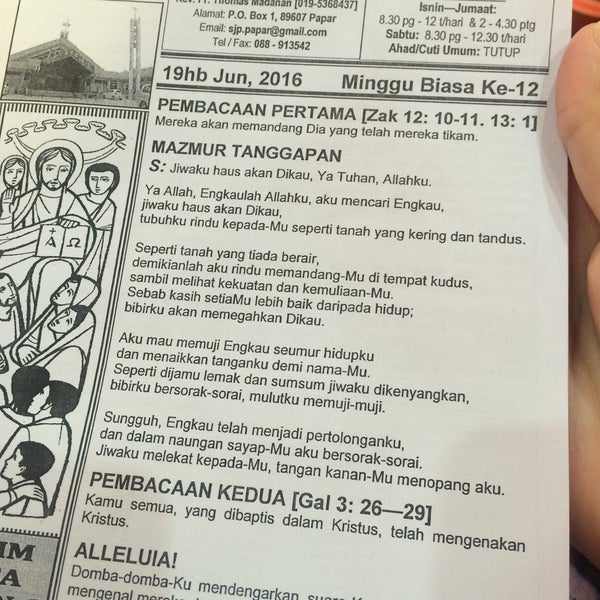 Rev. Fr. Thomas Madanan [019-5368437]
Alamat: P.O. Box 1, 89607 Papar
Email: sjp.papar@gmail.com
Tel / Fax: 088 - 913542
Isnin—Jumaat:
8.30 pg - 12 t/hari & 2 - 4.30 ptg
Sabtu: 8.30 pg - 12.30 t/hari
Ahad/Cuti Umum: TUTUP
19hb Jun, 2016 Minggu Biasa Ke-12
PEMBACAAN PERTAMA [Zak 12: 10-11. 13: 1]
Mereka akan memandang Dia yang telah mereka tikam.
MAZMUR TANGGAPAN
S: Jiwaku haus akan Dikau, Ya Tuhan, Allahku.
Ya Allah, Engkaulah Allahku, aku mencari Engkau,
jiwaku haus akan Dikau,
tubuhku rindu kepada-Mu seperti tanah yang kering dan tandus.
Seperti tanah yang tiada berair,
demikianlah aku rindu memandang-Mu di tempat kudus,
sambil melihat kekuatan dan kemuliaan-Mu.
Sebab kasih setiaMu lebih baik daripada hidup;
bibirku akan memegahkan Dikau.
Aku mau memuji Engkau seumur hidupku
dan menaikkan tanganku demi nama-Mu.
Seperti dijamu lemak dan sumsum jiwaku dikenyangkan,
bibirku bersorak-sorai, mulutku memuji-muji.
Sungguh, Engkau telah menjadi pertolonganku,
dan dalam naungan sayap-Mu aku bersorak-sorai.
Jiwaku melekat kepada-Mu, tangan kanan-Mu menopang aku.
PEMBACAAN KEDUA [Gal 3: 26—29]
Kamu semua, yang dibaptis dalam Kristus, telah mengenakan
Kristus.
ALLELUIA!
Domba-domba-Ku mendengarkan suara
mengenal
A Ω